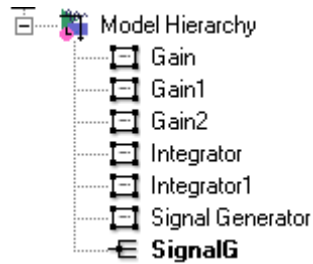 Model Hierarchy
Gain
Gain1
Gain2
Integrator
Integrator1
Signal Generator
SignalG